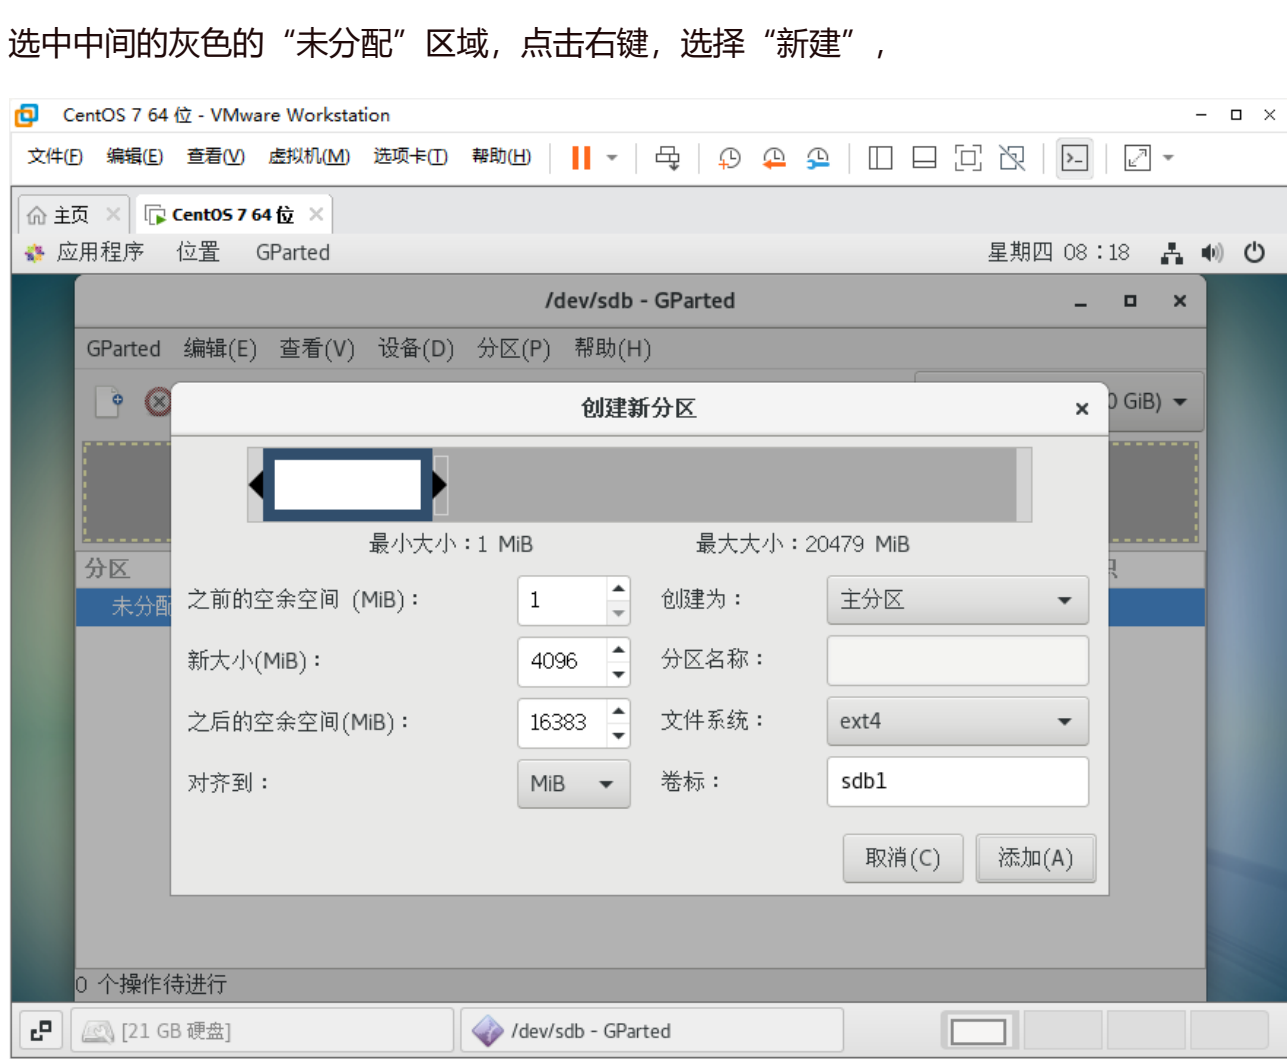 选中中间的灰色的“未分配”区域，点击右键，选择“新建”，
CentOS 7 64 位 - VMware Workstation
文件(F) 编辑(E) 查看(V) 虚拟机(M) 选项卡(T) 帮助(H)
主页 CentOS 7 64 位
应用程序 位置 GParted 星期四 08：18
/dev/sdb - GParted
GParted 编辑(E) 查看(V) 设备(D) 分区(P) 帮助(H)
创建新分区
0 GiB)
最小大小：1 MiB 最大大小：20479 MiB
分区
未分配
之前的空余空间 (MiB)： 1 创建为： 主分区
新大小(MiB)： 4096 分区名称：
之后的空余空间(MiB)： 16383 文件系统： ext4
对齐到： MiB 卷标： sdb1
取消(C) 添加(A)
0 个操作待进行
[21 GB 硬盘] /dev/sdb - GParted